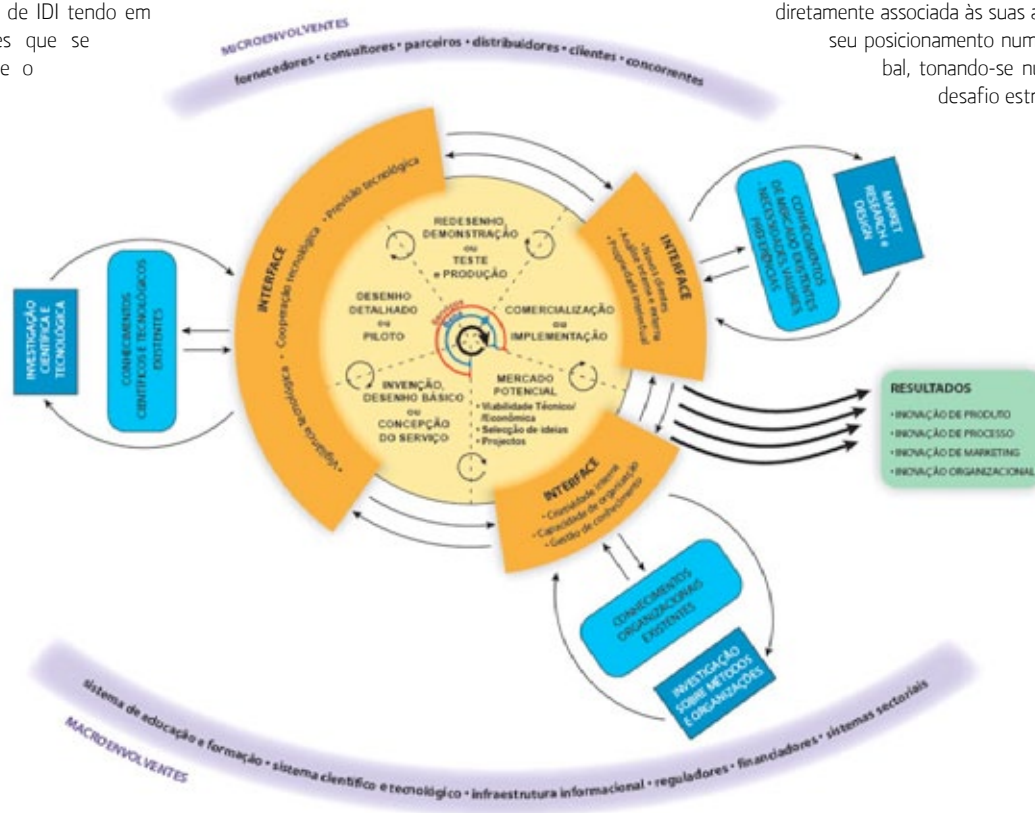 de IDI tendo em
es que se
e o
diretamente associada às suas a
seu posicionamento num
bal, tonando-se nu
desafio estr
MICROENVOLVENTES
fornecedores • consultores • parceiros • distribuidores • clientes • concorrentes
INTERFACE
• Vigilância tecnológica • Cooperação tecnológica • Previsão tecnológica
REDESENHO,
DEMONSTRAÇÃO
ou
TESTE
e PRODUÇÃO
DESENHO
DETALHADO
ou
PILOTO
COMERCIALIZAÇÃO
ou
IMPLEMENTAÇÃO
INVENÇÃO,
DESENHO BÁSICO
ou
CONCEPÇÃO
DO SERVIÇO
MERCADO
POTENCIAL
• Viabilidade Técnico/
/Económica
• Selecção de ideias
• Projectos
INTERFACE
• Novos clientes
• Análise interna e externa
• Propriedade intelectual
CONHECIMENTOS
DE MERCADO EXISTENTES
- NECESSIDADES, VALORES
PREFERÊNCIAS
MARKET
RESEARCH e
DESIGN
INVESTIGAÇÃO
CIENTÍFICA E
TECNOLÓGICA
CONHECIMENTOS
CIENTÍFICOS E TECNOLÓGICOS
EXISTENTES
RESULTADOS
• INOVAÇÃO DE PRODUTO
• INOVAÇÃO DE PROCESSO
• INOVAÇÃO DE MARKETING
• INOVAÇÃO ORGANIZACIONAL
INTERFACE
• Criatividade interna
• Capacidade de organização
• Gestão de conhecimento
CONHECIMENTOS
ORGANIZACIONAIS
EXISTENTES
INVESTIGAÇÃO
SOBRE MÉTODOS
E ORGANIZAÇÕES
sistema de educação e formação • sistema científico e tecnológico • infraestrutura informacional • reguladores • financiadores • sistemas sectoriais
MACROENVOLVENTES